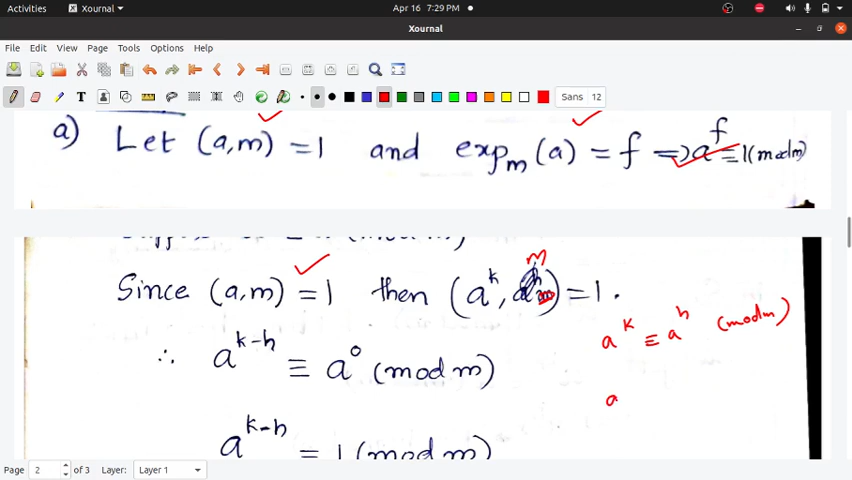 Activities Xournal Apr 16 7:29 PM
Xournal
File Edit View Page Tools Options Help
Sans 12
a) Let (a,m) = 1 and exp_m(a) = f ⇒ a^f ≡ 1(mod m)
Since (a,m) = 1 then (a^k, m) = 1.
a^k ≡ a^h (mod m)
∴ a^{k-h} ≡ a^0 (mod m)
a
a^{k-h} = 1 (mod m)
Page 2 of 3 Layer: Layer 1